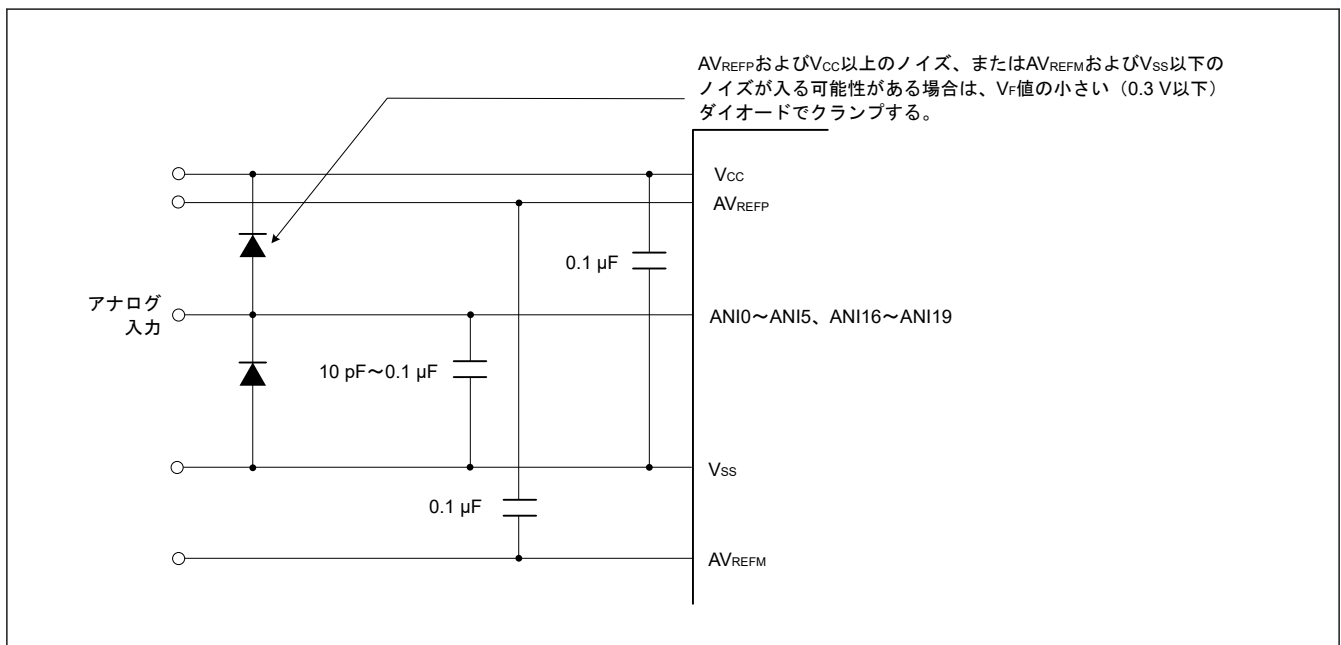 AVREFPおよびVCC以上のノイズ、またはAVREFMおよびVSS以下の
ノイズが入る可能性がある場合は、VF値の小さい（0.3 V以下）
ダイオードでクランプする。
VCC
AVREFP
0.1 µF
アナログ
入力
ANI0～ANI5、ANI16～ANI19
10 pF～0.1 µF
VSS
0.1 µF
AVREFM